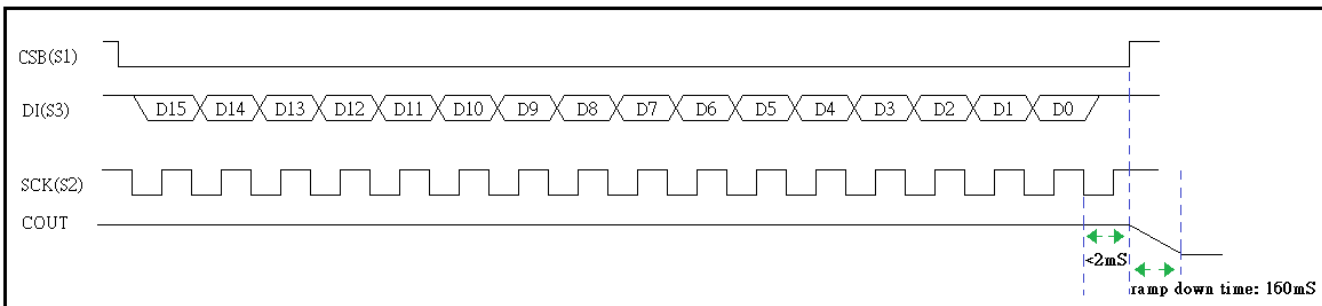 CSB(S1)
DI(S3) D15 D14 D13 D12 D11 D10 D9 D8 D7 D6 D5 D4 D3 D2 D1 D0
SCK(S2)
COUT
<2mS
ramp down time: 160mS